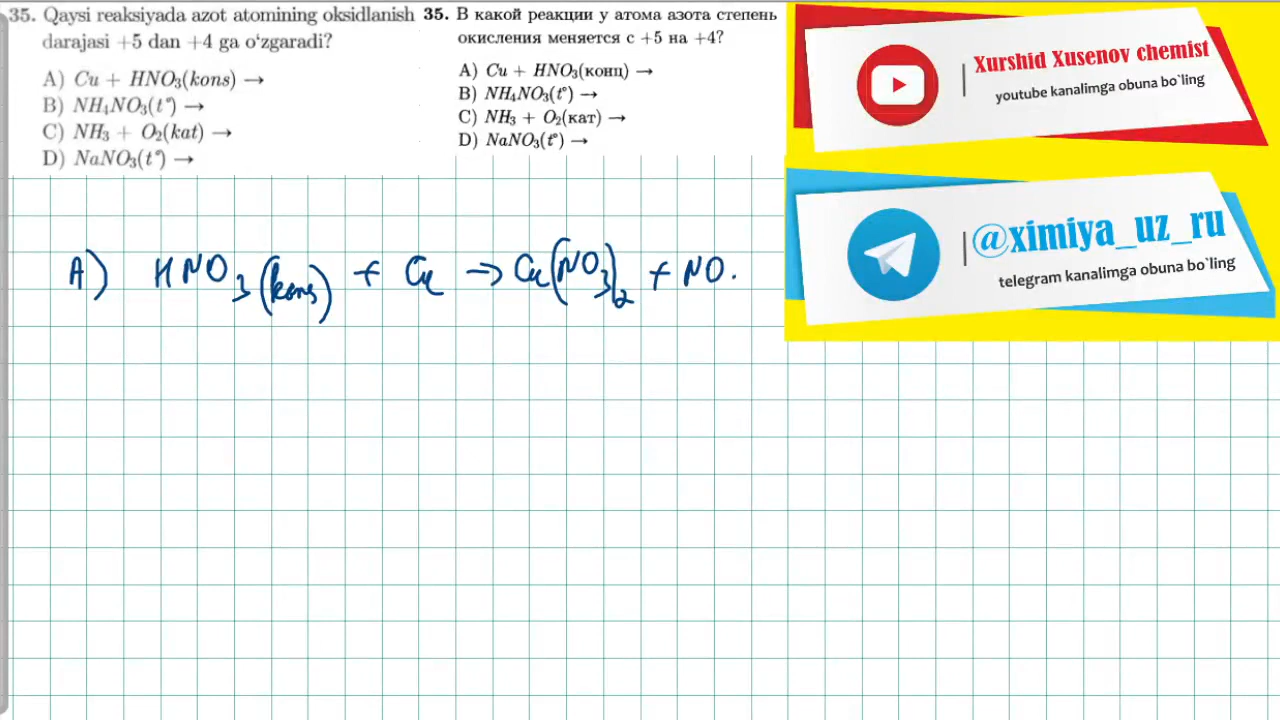 35. Qaysi reaksiyada azot atomining oksidlanish
darajasi +5 dan +4 ga o‘zgaradi?
A) Cu + HNO₃(kons) →
B) NH₄NO₃(t°) →
C) NH₃ + O₂(kat) →
D) NaNO₃(t°) →
35. В какой реакции у атома азота степень
окисления меняется с +5 на +4?
A) Cu + HNO₃(конц) →
B) NH₄NO₃(t°) →
C) NH₃ + O₂(кат) →
D) NaNO₃(t°) →
Xurshid Xusenov chemist
youtube kanalimga obuna bo`ling
@ximiya_uz_ru
telegram kanalimga obuna bo`ling
A) HNO₃(kons) + Cu → Cu(NO₃)₂ + NO.